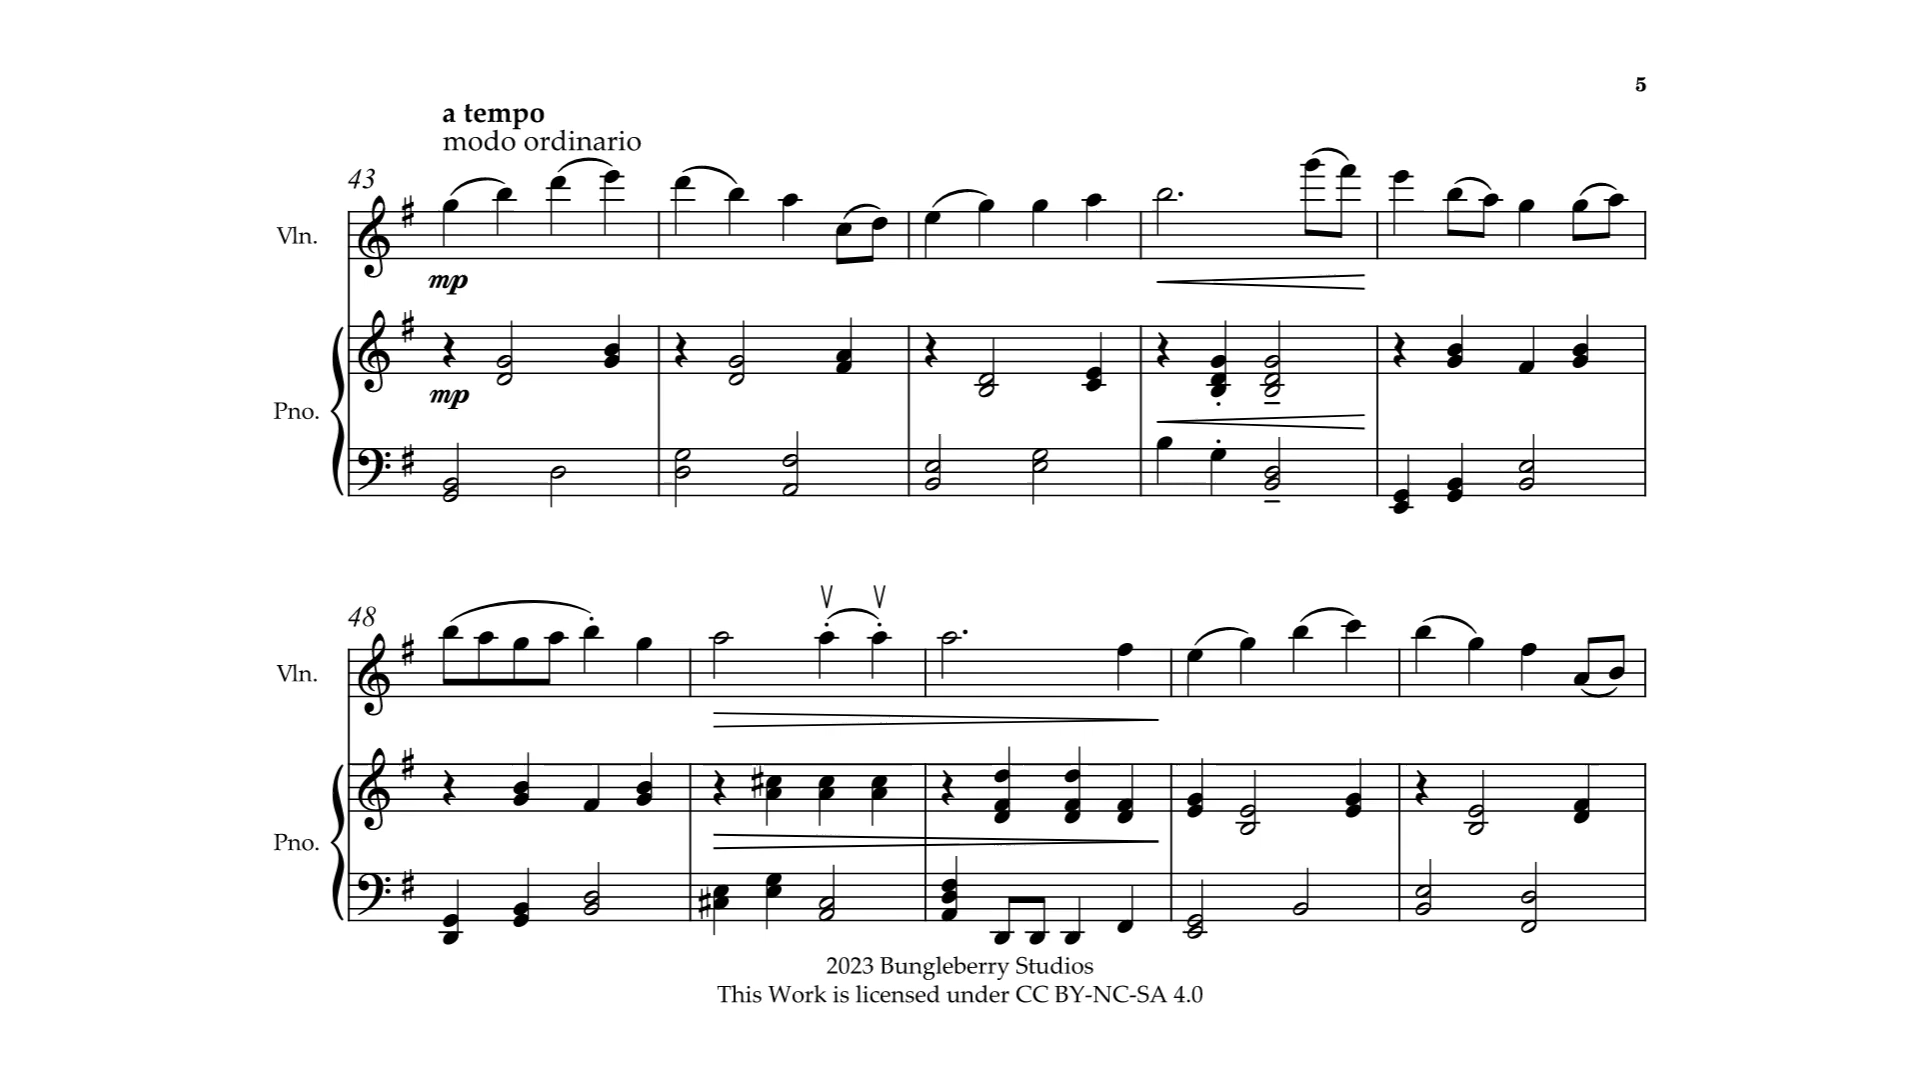 5
a tempo
modo ordinario
43
Vln.
mp
mp
Pno.
48
Vln.
Pno.
2023 Bungleberry Studios
This Work is licensed under CC BY-NC-SA 4.0